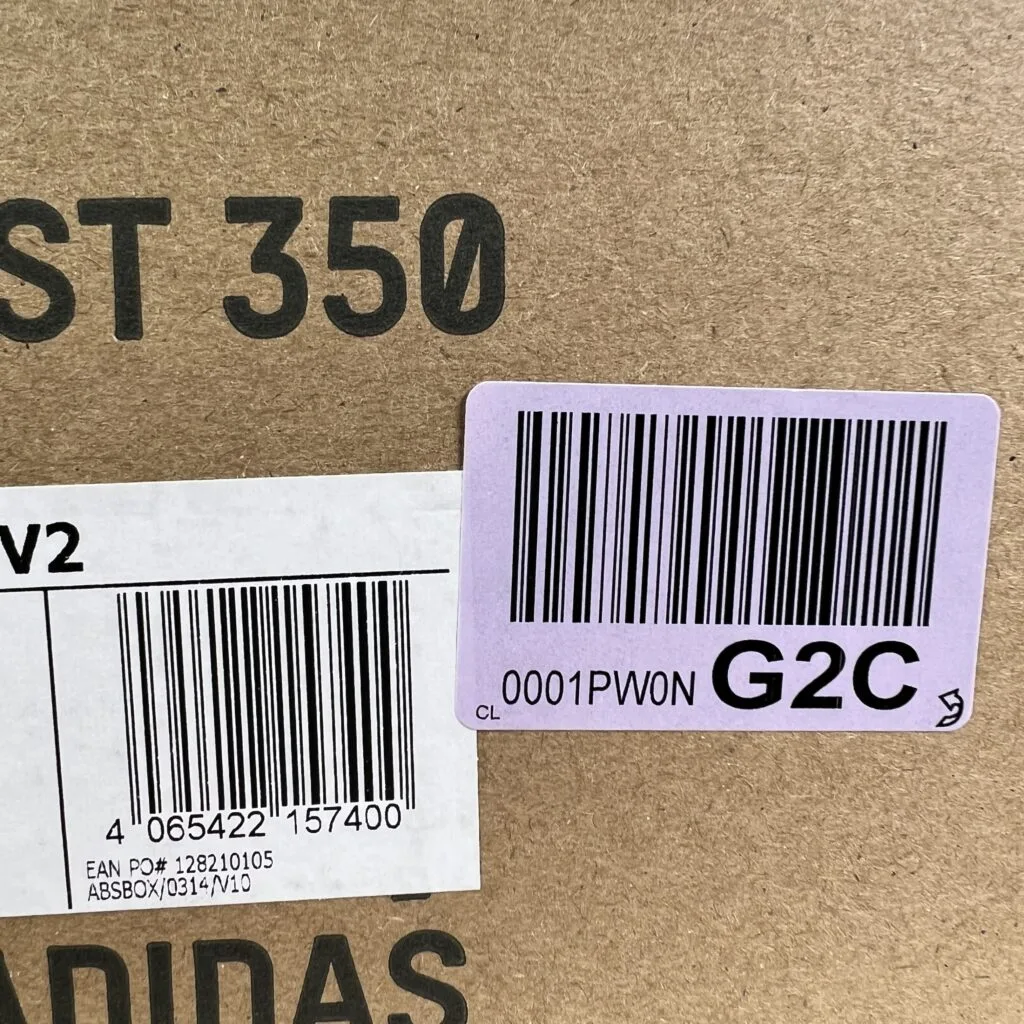 ST 350
V2
4 065422 157400
EAN PO# 128210105
ABSBOX/0314/V10
0001PW0N G2C
CL
ADIDAS